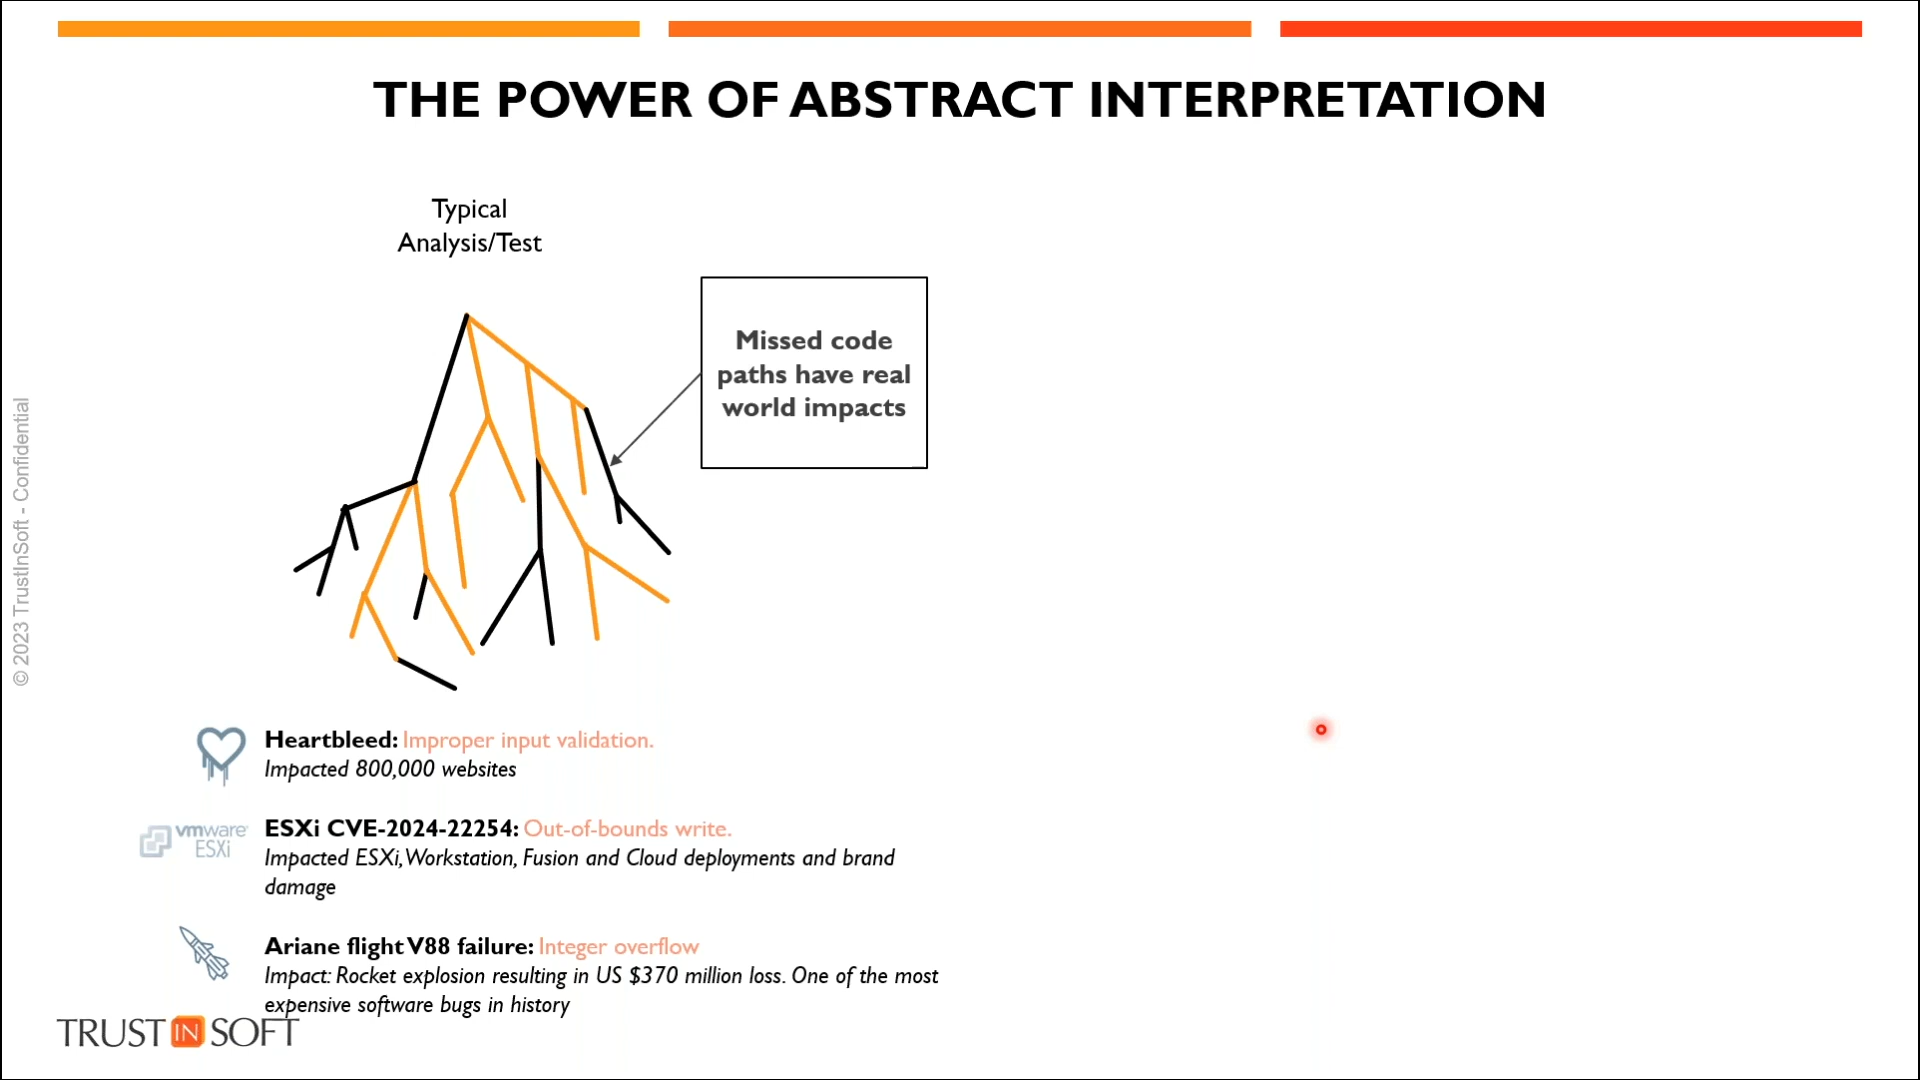 THE POWER OF ABSTRACT INTERPRETATION
Typical
Analysis/Test
Missed code
paths have real
world impacts
© 2023 TrustInSoft - Confidential
Heartbleed: Improper input validation.
Impacted 800,000 websites
vmware
ESXi
ESXi CVE-2024-22254: Out-of-bounds write.
Impacted ESXi, Workstation, Fusion and Cloud deployments and brand
damage
Ariane flight V88 failure: Integer overflow
Impact: Rocket explosion resulting in US $370 million loss. One of the most
expensive software bugs in history
TRUST IN SOFT